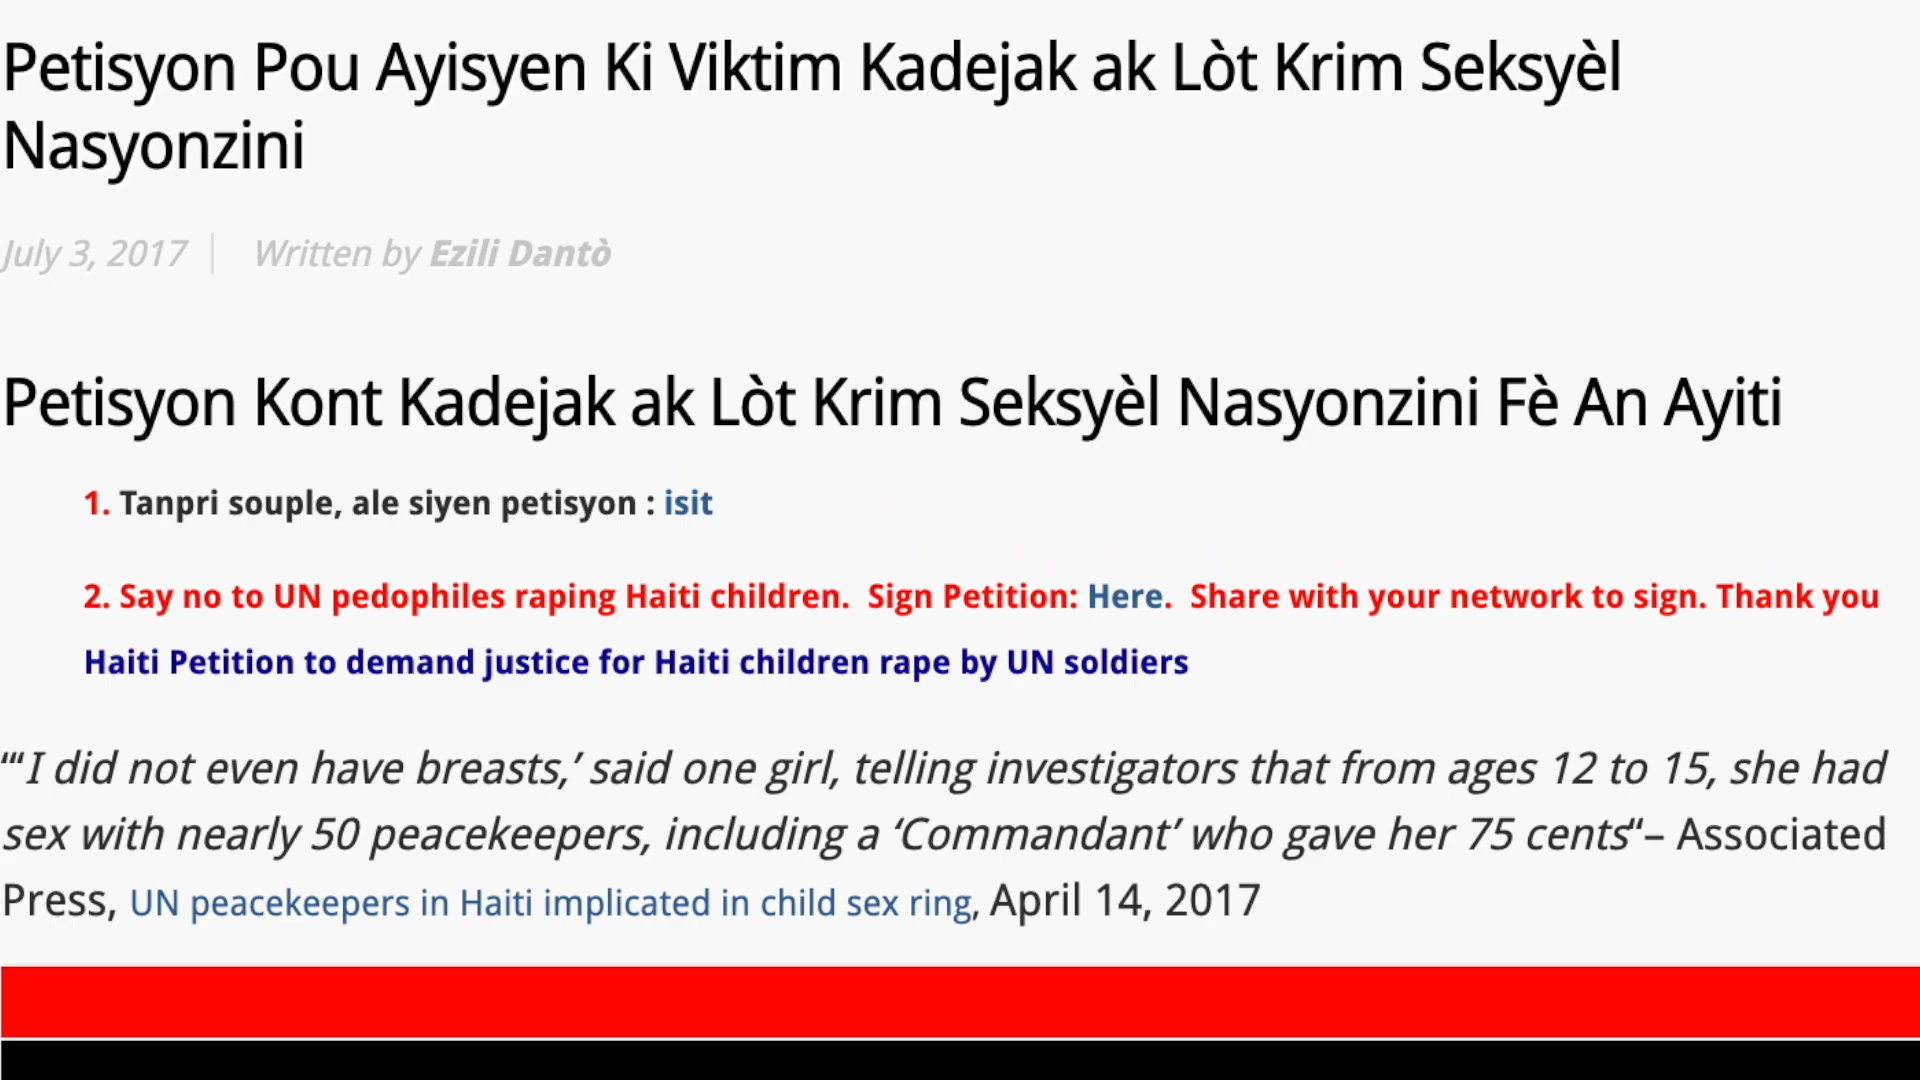 Petisyon Pou Ayisyen Ki Viktim Kadejak ak Lòt Krim Seksyèl
Nasyonzini
July 3, 2017 | Written by Ezili Dantò
Petisyon Kont Kadejak ak Lòt Krim Seksyèl Nasyonzini Fè An Ayiti
1. Tanpri souple, ale siyen petisyon : isit
2. Say no to UN pedophiles raping Haiti children.  Sign Petition: Here.  Share with your network to sign. Thank you
Haiti Petition to demand justice for Haiti children rape by UN soldiers
“‘I did not even have breasts,’ said one girl, telling investigators that from ages 12 to 15, she had
sex with nearly 50 peacekeepers, including a ‘Commandant’ who gave her 75 cents“– Associated
Press, UN peacekeepers in Haiti implicated in child sex ring, April 14, 2017